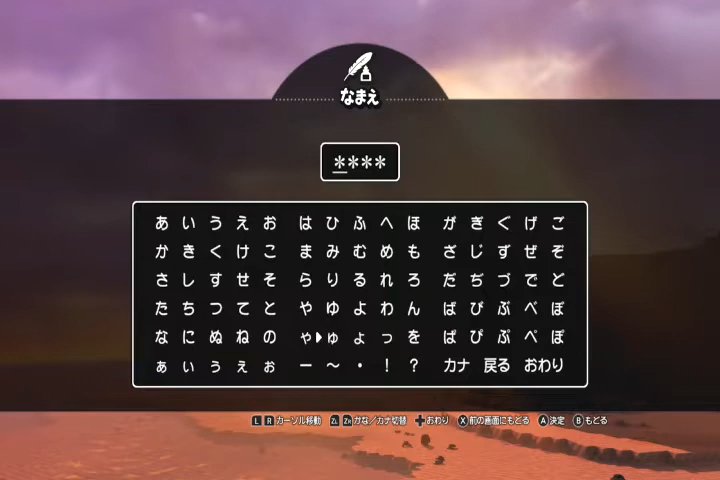 なまえ
****
あいうえお はひふへほ がぎぐげご
かきくけこ まみむめも ざじずぜぞ
さしすせそ らりるれろ だぢづでど
たちつてと やゆよわん ばびぶべぼ
なにぬねの ゃゅょっを ぱぴぷぺぽ
ぁぃぅぇぉ ー〜・!? カナ 戻る おわり
L R カーソル移動 ZL ZR かな/カナ切替 + おわり X 前の画面にもどる A 決定 B もどる